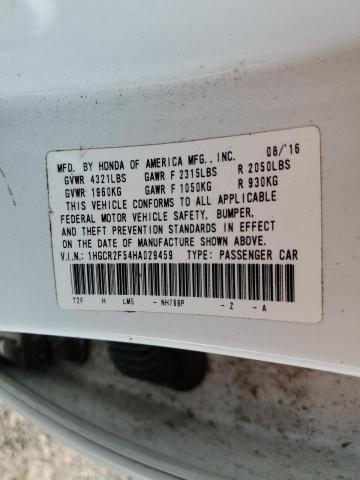 MFD. BY HONDA OF AMERICA MFG., INC. 08/'16
GVWR 4321LBS GAWR F 2315LBS R 2050LBS
GVWR 1960KG GAWR F 1050KG R 930KG
THIS VEHICLE CONFORMS TO ALL APPLICABLE
FEDERAL MOTOR VEHICLE SAFETY, BUMPER,
AND THEFT PREVENTION STANDARDS IN EFFECT
ON THE DATE OF MANUFACTURE SHOWN ABOVE.
V.I.N.: 1HGCR2F54HA029459 TYPE: PASSENGER CAR
T2F H LM5 -NH788P -Z -A